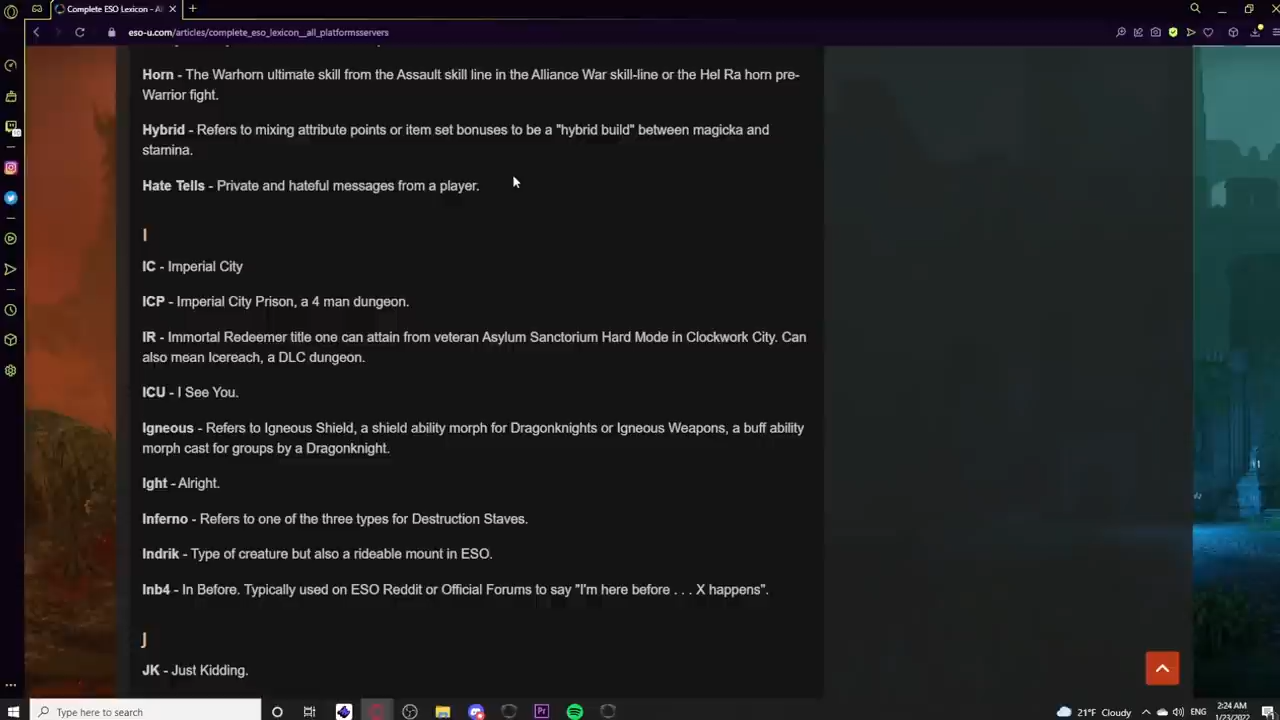 Complete ESO Lexicon -
eso-u.com/articles/complete_eso_lexicon__all_platformsservers
Horn - The Warhorn ultimate skill from the Assault skill line in the Alliance War skill-line or the Hel Ra horn pre-
Warrior fight.
Hybrid - Refers to mixing attribute points or item set bonuses to be a "hybrid build" between magicka and
stamina.
Hate Tells - Private and hateful messages from a player.
I
IC - Imperial City
ICP - Imperial City Prison, a 4 man dungeon.
IR - Immortal Redeemer title one can attain from veteran Asylum Sanctorium Hard Mode in Clockwork City. Can
also mean Icereach, a DLC dungeon.
ICU - I See You.
Igneous - Refers to Igneous Shield, a shield ability morph for Dragonknights or Igneous Weapons, a buff ability
morph cast for groups by a Dragonknight.
Ight - Alright.
Inferno - Refers to one of the three types for Destruction Staves.
Indrik - Type of creature but also a rideable mount in ESO.
Inb4 - In Before. Typically used on ESO Reddit or Official Forums to say "I'm here before . . . X happens".
J
JK - Just Kidding.
Type here to search
Pr
21°F Cloudy
ENG
2:24 AM
1/23/2022